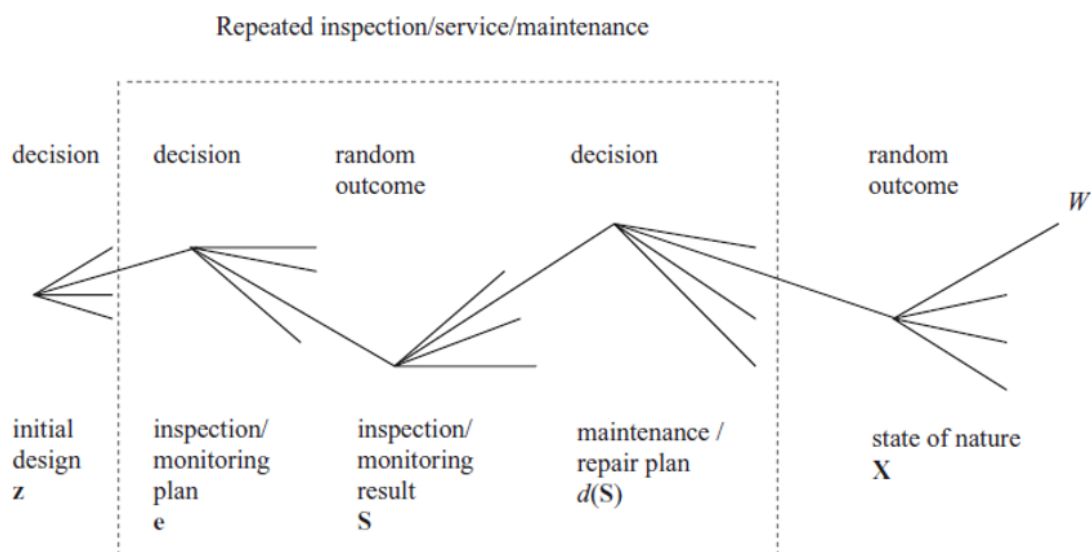 Repeated inspection/service/maintenance
decision
decision
random
outcome
decision
random
outcome
W
initial
design
z
inspection/
monitoring
plan
e
inspection/
monitoring
result
S
maintenance /
repair plan
d(S)
state of nature
X